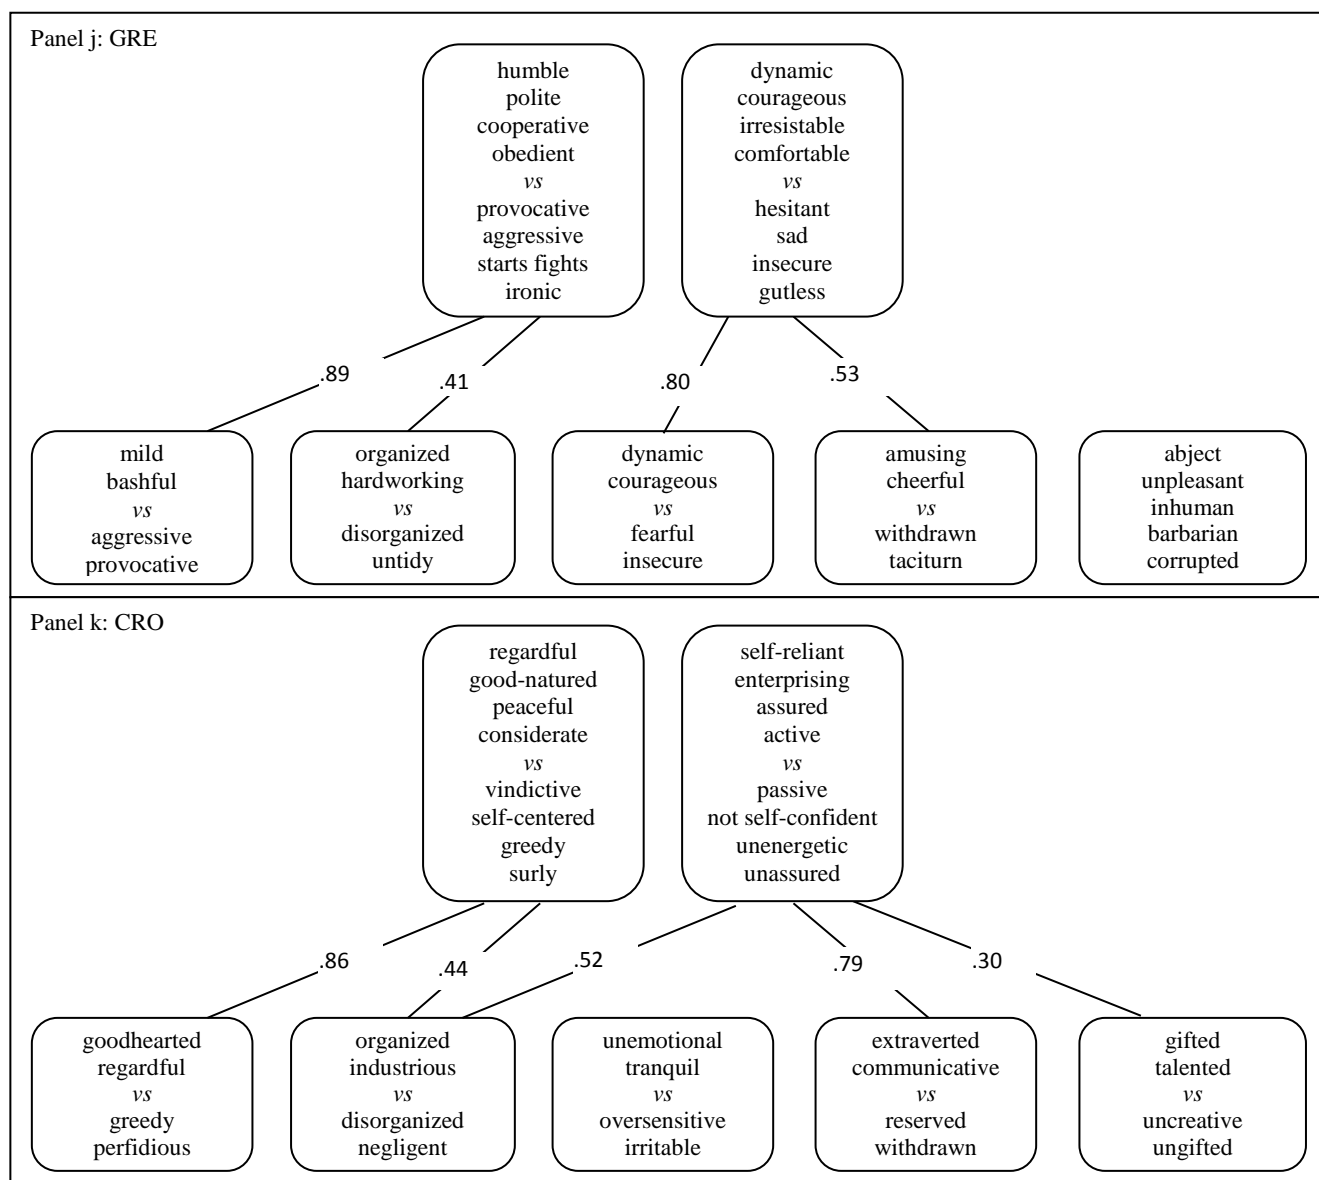 Panel j: GRE
humble
polite
cooperative
obedient
vs
provocative
aggressive
starts fights
ironic
dynamic
courageous
irresistable
comfortable
vs
hesitant
sad
insecure
gutless
.89
.41
.80
.53
mild
bashful
vs
aggressive
provocative
organized
hardworking
vs
disorganized
untidy
dynamic
courageous
vs
fearful
insecure
amusing
cheerful
vs
withdrawn
taciturn
abject
unpleasant
inhuman
barbarian
corrupted
Panel k: CRO
regardful
good-natured
peaceful
considerate
vs
vindictive
self-centered
greedy
surly
self-reliant
enterprising
assured
active
vs
passive
not self-confident
unenergetic
unassured
.86
.44
.52
.79
.30
goodhearted
regardful
vs
greedy
perfidious
organized
industrious
vs
disorganized
negligent
unemotional
tranquil
vs
oversensitive
irritable
extraverted
communicative
vs
reserved
withdrawn
gifted
talented
vs
uncreative
ungifted